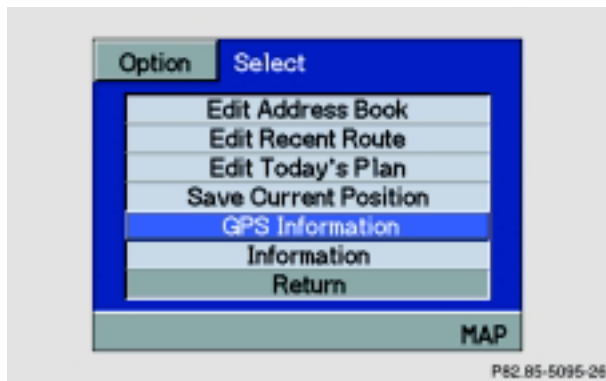 Option Select
Edit Address Book
Edit Recent Route
Edit Today's Plan
Save Current Position
GPS Information
Information
Return
MAP
P82.85-5095-26